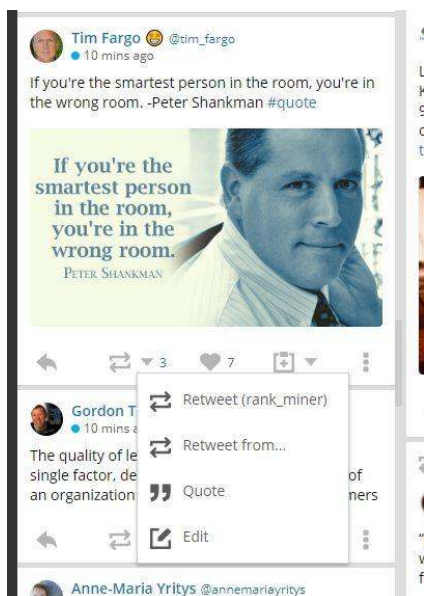 Tim Fargo @tim_fargo
10 mins ago
If you're the smartest person in the room, you're in
the wrong room. -Peter Shankman #quote
If you're the
smartest person
in the room,
you're in the
wrong room.
PETER SHANKMAN
3 7
Retweet (rank_miner)
Retweet from...
Quote
Edit
Gordon T
10 mins a
The quality of le
single factor, de of
an organization ners
Anne-Maria Yritys @annemariayritys